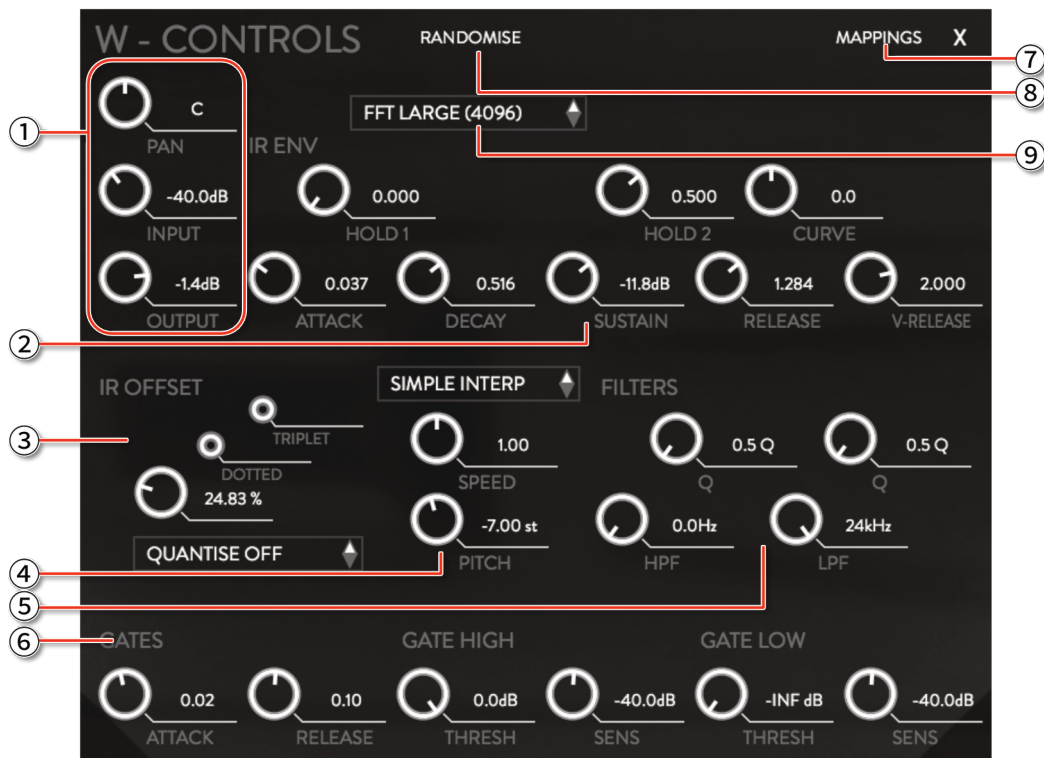 W - CONTROLS RANDOMISE MAPPINGS X
7
8
C FFT LARGE (4096)
1
PAN IR ENV
9
-40.0dB 0.000 0.500 0.0
INPUT HOLD 1 HOLD 2 CURVE
-1.4dB 0.037 0.516 -11.8dB 1.284 2.000
OUTPUT ATTACK DECAY SUSTAIN RELEASE V-RELEASE
2
IR OFFSET SIMPLE INTERP FILTERS
3
TRIPLET 1.00 0.5 Q 0.5 Q
DOTTED SPEED Q Q
24.83 %
-7.00 st 0.0Hz 24kHz
QUANTISE OFF PITCH HPF LPF
4
5
6
GATES GATE HIGH GATE LOW
0.02 0.10 0.0dB -40.0dB -INF dB -40.0dB
ATTACK RELEASE THRESH SENS THRESH SENS